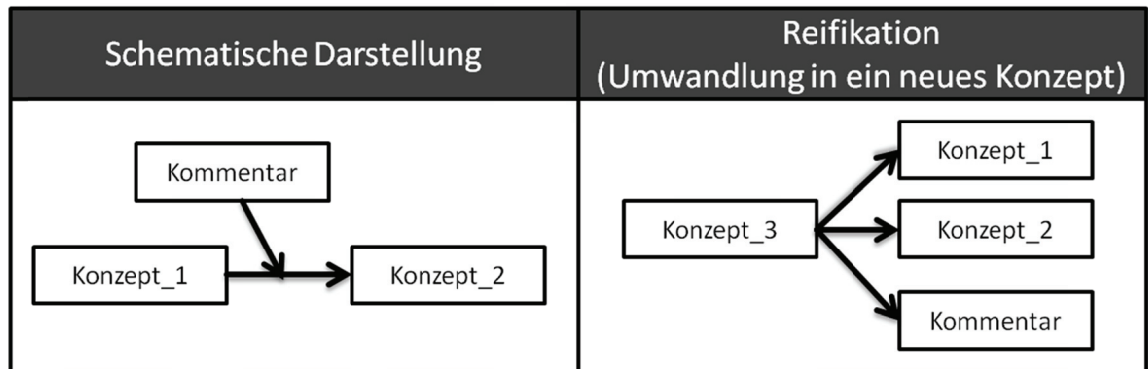 Schematische Darstellung
Reifikation
(Umwandlung in ein neues Konzept)
Kommentar
Konzept_1
Konzept_2
Konzept_3
Konzept_1
Konzept_2
Kommentar